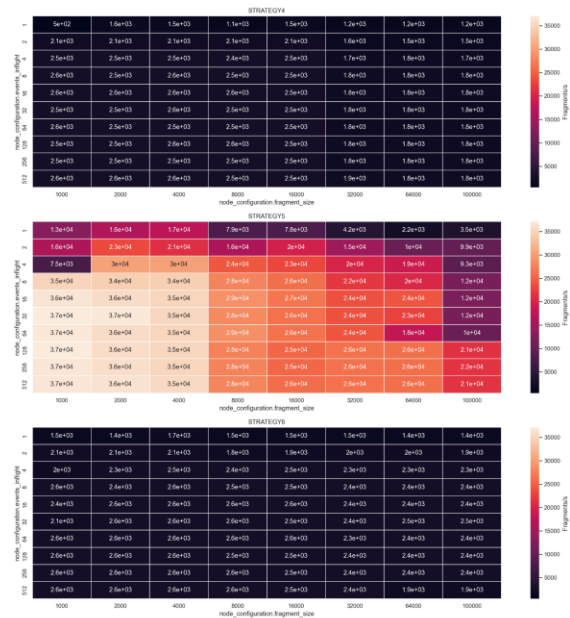 STRATEGY4
1 5e+02 1.6e+03 1.5e+03 1.1e+03 1.5e+03 1.2e+03 1.2e+03 1.2e+03
2 2.1e+03 2.1e+03 2.1e+03 2.1e+03 2.1e+03 1.6e+03 1.5e+03 1.5e+03
4 2.5e+03 2.5e+03 2.5e+03 2.4e+03 2.5e+03 1.7e+03 1.8e+03 1.7e+03
8 2.6e+03 2.5e+03 2.5e+03 2.5e+03 2.5e+03 1.8e+03 1.8e+03 1.8e+03
16 2.6e+03 2.5e+03 2.6e+03 2.5e+03 2.5e+03 1.8e+03 1.8e+03 1.8e+03
32 2.5e+03 2.5e+03 2.6e+03 2.5e+03 2.5e+03 1.8e+03 1.8e+03 1.8e+03
64 2.6e+03 2.5e+03 2.6e+03 2.5e+03 2.5e+03 1.8e+03 1.8e+03 1.8e+03
128 2.5e+03 2.5e+03 2.6e+03 2.5e+03 2.5e+03 1.8e+03 1.8e+03 1.8e+03
256 2.5e+03 2.5e+03 2.5e+03 2.5e+03 2.5e+03 1.8e+03 1.8e+03 1.8e+03
512 2.6e+03 2.6e+03 2.6e+03 2.5e+03 2.5e+03 1.9e+03 1.8e+03 1.8e+03
1000 2000 4000 8000 16000 32000 64000 100000
node_configuration.fragment_size
node_configuration.events_inflight
35000
30000
25000
20000
15000
10000
5000
Fragments/s
STRATEGY5
1 1.3e+04 1.6e+04 1.7e+04 7.9e+03 7.8e+03 4.2e+03 2.2e+03 3.5e+03
2 1.6e+04 2.3e+04 2.1e+04 1.6e+04 2e+04 1.5e+04 1e+04 9.9e+03
4 7.5e+03 3e+04 3e+04 2.4e+04 2.3e+04 2e+04 1.9e+04 9.3e+03
8 3.5e+04 3.4e+04 3.4e+04 2.8e+04 2.6e+04 2.2e+04 2e+04 1.2e+04
16 3.6e+04 3.6e+04 3.5e+04 2.9e+04 2.7e+04 2.4e+04 2.4e+04 1.2e+04
32 3.7e+04 3.7e+04 3.5e+04 2.8e+04 2.6e+04 2.4e+04 2.3e+04 1.2e+04
64 3.7e+04 3.6e+04 3.5e+04 2.9e+04 2.6e+04 2.4e+04 1.8e+04 1e+04
128 3.7e+04 3.6e+04 3.5e+04 2.8e+04 2.5e+04 2.6e+04 2.6e+04 2.1e+04
256 3.7e+04 3.6e+04 3.5e+04 2.8e+04 2.5e+04 2.6e+04 2.6e+04 2.2e+04
512 3.7e+04 3.6e+04 3.5e+04 2.8e+04 2.6e+04 2.6e+04 2.6e+04 2.1e+04
1000 2000 4000 8000 16000 32000 64000 100000
node_configuration.fragment_size
node_configuration.events_inflight
35000
30000
25000
20000
15000
10000
5000
Fragments/s
STRATEGY6
1 1.5e+03 1.4e+03 1.7e+03 1.5e+03 1.5e+03 1.5e+03 1.4e+03 1.4e+03
2 2.1e+03 2.1e+03 2.1e+03 1.8e+03 1.9e+03 2e+03 2e+03 1.9e+03
4 2e+03 2.3e+03 2.5e+03 2.4e+03 2.5e+03 2.3e+03 2.3e+03 2.3e+03
8 2.6e+03 2.4e+03 2.6e+03 2.5e+03 2.5e+03 2.4e+03 2.4e+03 2.4e+03
16 2.4e+03 2.6e+03 2.6e+03 2.6e+03 2.6e+03 2.4e+03 2.4e+03 2.4e+03
32 2.1e+03 2.6e+03 2.6e+03 2.6e+03 2.5e+03 2.4e+03 2.5e+03 2.5e+03
64 2.6e+03 2.6e+03 2.6e+03 2.6e+03 2.6e+03 2.3e+03 2.4e+03 2.4e+03
128 2.6e+03 2.6e+03 2.6e+03 2.5e+03 2.5e+03 2.4e+03 2.4e+03 2.4e+03
256 2.6e+03 2.6e+03 2.6e+03 2.5e+03 2.5e+03 2.4e+03 2.4e+03 2.4e+03
512 2.6e+03 2.6e+03 2.6e+03 2.6e+03 2.6e+03 2.4e+03 1.9e+03 1.9e+03
1000 2000 4000 8000 16000 32000 64000 100000
node_configuration.fragment_size
node_configuration.events_inflight
35000
30000
25000
20000
15000
10000
5000
Fragments/s